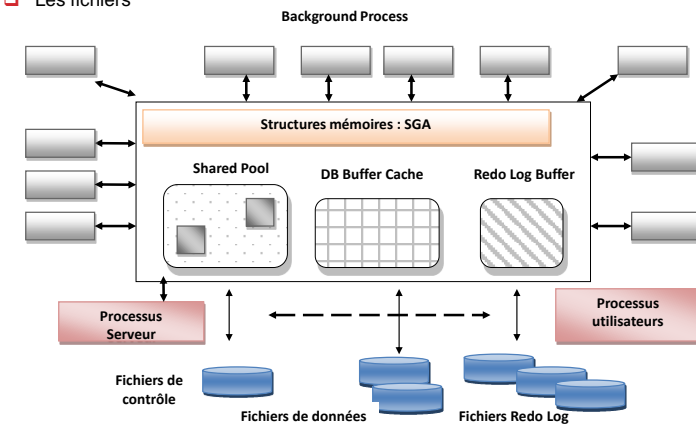 Les fichiers
Background Process
Structures mémoires : SGA
Shared Pool
DB Buffer Cache
Redo Log Buffer
Processus
Serveur
Processus
utilisateurs
Fichiers de
contrôle
Fichiers de données
Fichiers Redo Log